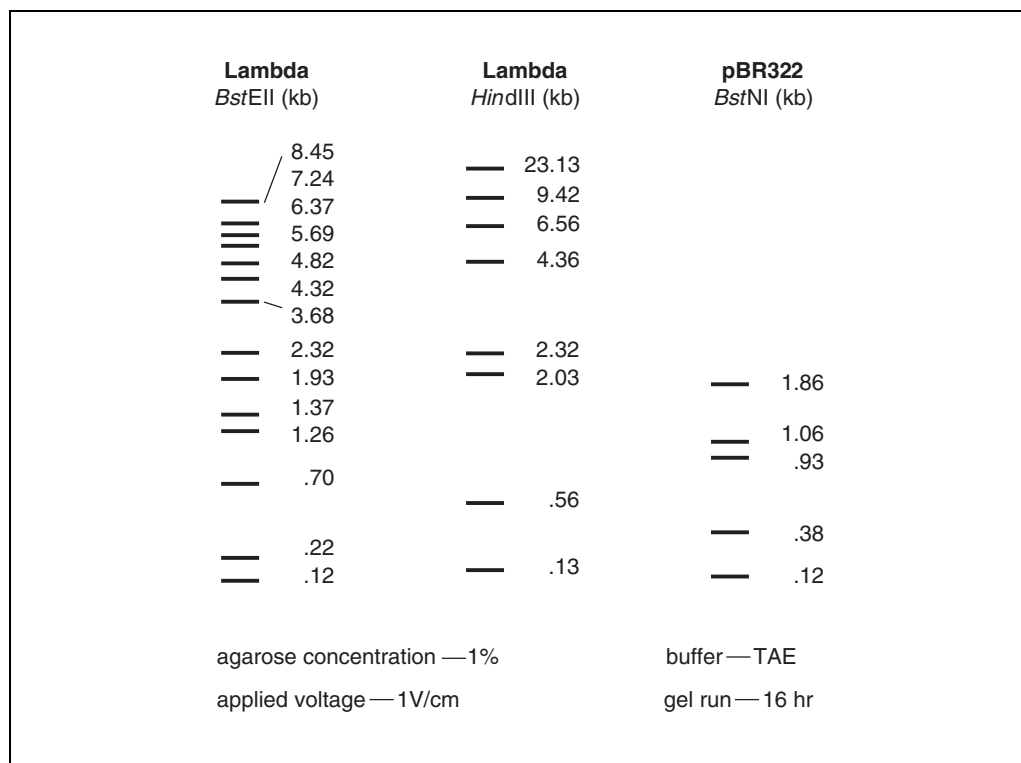 Lambda
BstEII (kb)
8.45
7.24
6.37
5.69
4.82
4.32
3.68
2.32
1.93
1.37
1.26
.70
.22
.12
Lambda
HindIII (kb)
23.13
9.42
6.56
4.36
2.32
2.03
.56
.13
pBR322
BstNI (kb)
1.86
1.06
.93
.38
.12
agarose concentration — 1%
applied voltage — 1V/cm
buffer — TAE
gel run — 16 hr